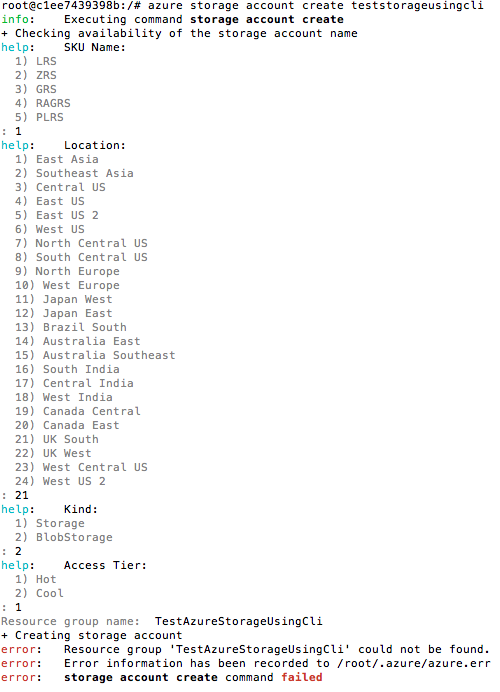 root@c1ee7439398b:/# azure storage account create teststorageusingcli
info:    Executing command storage account create
+ Checking availability of the storage account name
help:    SKU Name:
  1) LRS
  2) ZRS
  3) GRS
  4) RAGRS
  5) PLRS
: 1
help:    Location:
  1) East Asia
  2) Southeast Asia
  3) Central US
  4) East US
  5) East US 2
  6) West US
  7) North Central US
  8) South Central US
  9) North Europe
  10) West Europe
  11) Japan West
  12) Japan East
  13) Brazil South
  14) Australia East
  15) Australia Southeast
  16) South India
  17) Central India
  18) West India
  19) Canada Central
  20) Canada East
  21) UK South
  22) UK West
  23) West Central US
  24) West US 2
: 21
help:    Kind:
  1) Storage
  2) BlobStorage
: 2
help:    Access Tier:
  1) Hot
  2) Cool
: 1
Resource group name:  TestAzureStorageUsingCli
+ Creating storage account
error:   Resource group 'TestAzureStorageUsingCli' could not be found.
error:   Error information has been recorded to /root/.azure/azure.err
error:   storage account create command failed